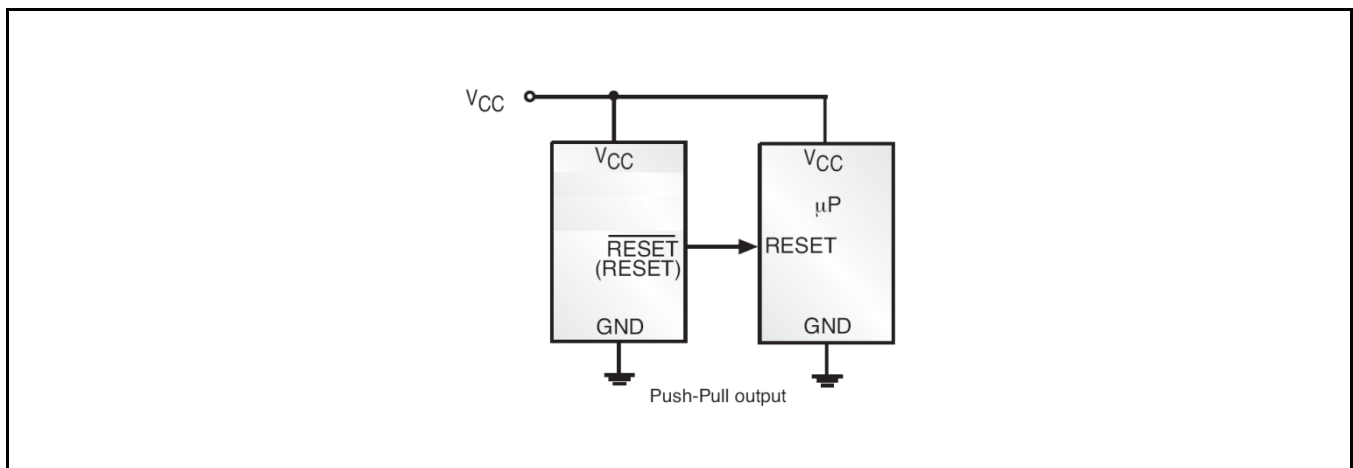 VCC
VCC
VCC
μP
RESET
(RESET)
RESET
GND
GND
Push-Pull output